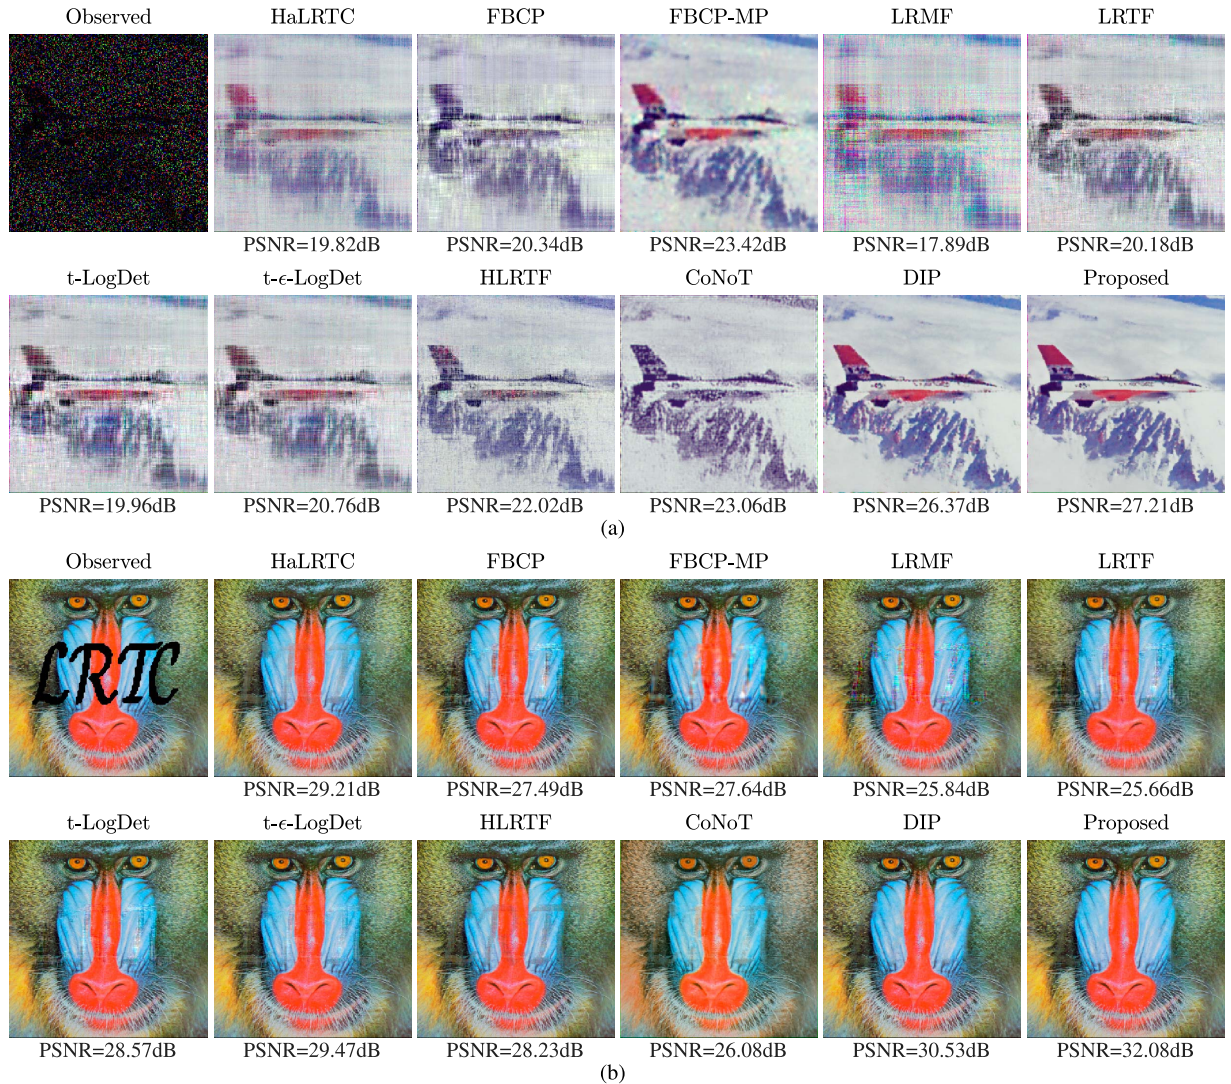 Observed HaLRTC FBCP FBCP-MP LRMF LRTF
PSNR=19.82dB PSNR=20.34dB PSNR=23.42dB PSNR=17.89dB PSNR=20.18dB
t-LogDet t-ϵ-LogDet HLRTF CoNoT DIP Proposed
PSNR=19.96dB PSNR=20.76dB PSNR=22.02dB PSNR=23.06dB PSNR=26.37dB PSNR=27.21dB
(a)
Observed HaLRTC FBCP FBCP-MP LRMF LRTF
LRTC
PSNR=29.21dB PSNR=27.49dB PSNR=27.64dB PSNR=25.84dB PSNR=25.66dB
t-LogDet t-ϵ-LogDet HLRTF CoNoT DIP Proposed
PSNR=28.57dB PSNR=29.47dB PSNR=28.23dB PSNR=26.08dB PSNR=30.53dB PSNR=32.08dB
(b)